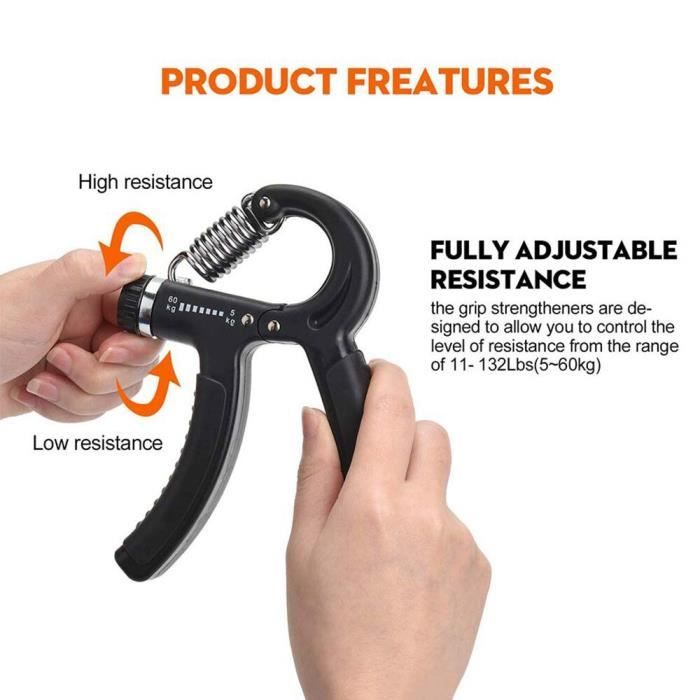 PRODUCT FREATURES
High resistance
FULLY ADJUSTABLE
RESISTANCE
the grip strengtheners are de-
signed to allow you to control the
level of resistance from the range
of 11- 132Lbs(5~60kg)
60
kg
5
kg
Low resistance